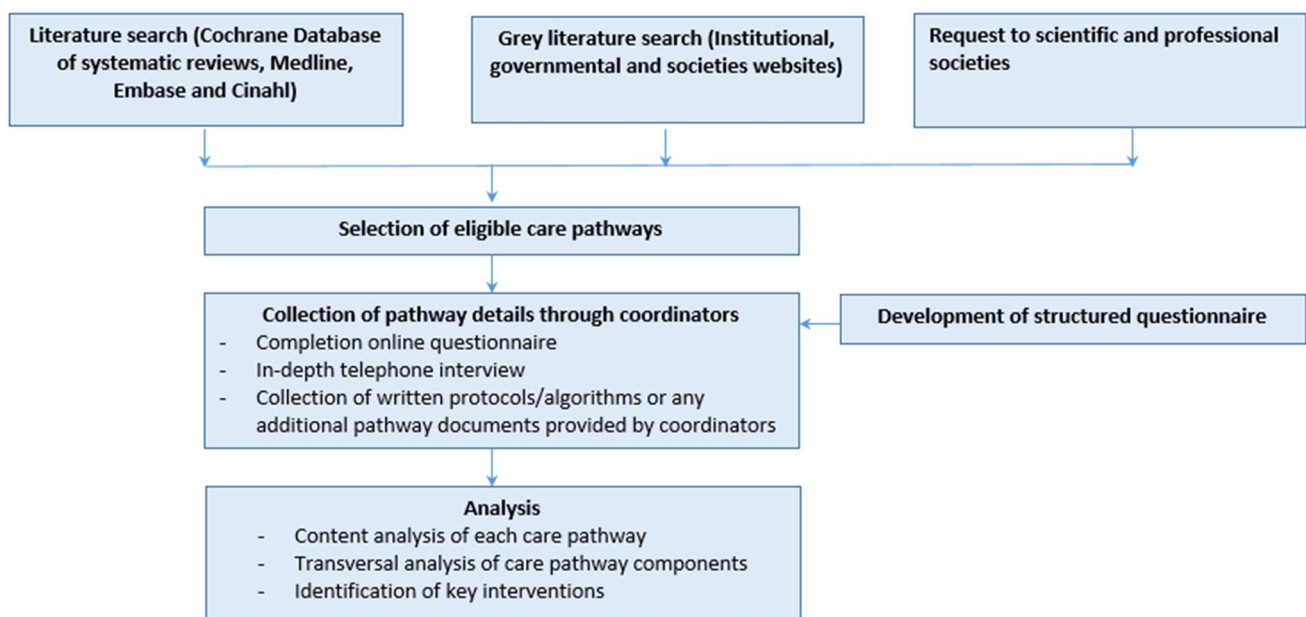 Literature search (Cochrane Database
of systematic reviews, Medline,
Embase and Cinahl)
Grey literature search (Institutional,
governmental and societies websites)
Request to scientific and professional
societies
Selection of eligible care pathways
Collection of pathway details through coordinators
- Completion online questionnaire
- In-depth telephone interview
- Collection of written protocols/algorithms or any
additional pathway documents provided by coordinators
Development of structured questionnaire
Analysis
- Content analysis of each care pathway
- Transversal analysis of care pathway components
- Identification of key interventions